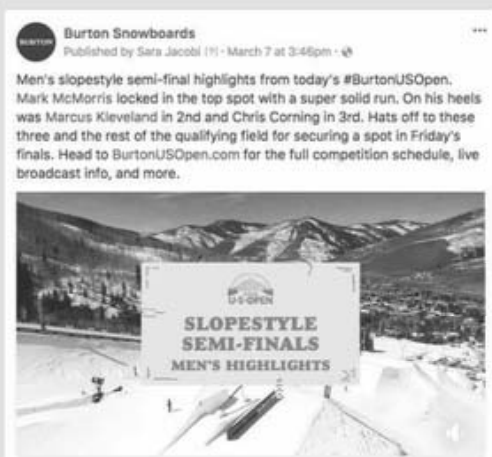 BURTON
Burton Snowboards
Published by Sara Jacobi [?] · March 7 at 3:46pm ·
Men's slopestyle semi-final highlights from today's #BurtonUSOpen.
Mark McMorris locked in the top spot with a super solid run. On his heels
was Marcus Kleveland in 2nd and Chris Corning in 3rd. Hats off to these
three and the rest of the qualifying field for securing a spot in Friday's
finals. Head to BurtonUSOpen.com for the full competition schedule, live
broadcast info, and more.
U·S·OPEN
SLOPESTYLE
SEMI-FINALS
MEN'S HIGHLIGHTS